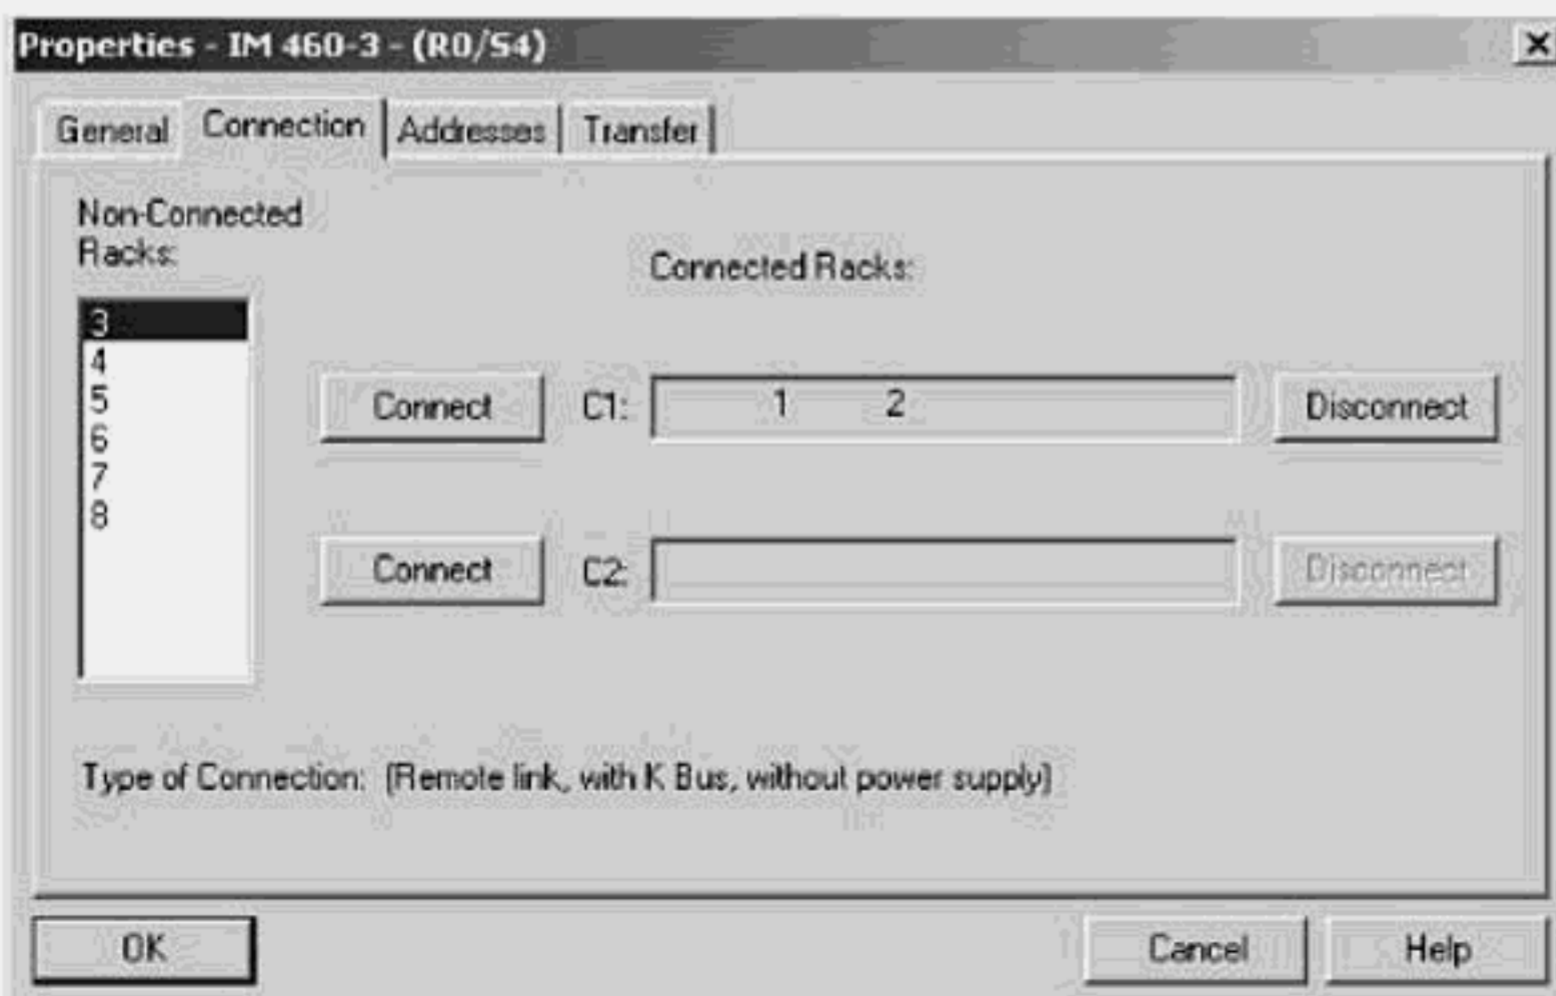 Properties - IM 460-3 - (R0/S4)
General Connection Addresses Transfer
Non-Connected
Racks:
Connected Racks:
3
4
5
6
7
8
Connect C1: 1 2 Disconnect
Connect C2: Disconnect
Type of Connection: (Remote link, with K Bus, without power supply)
OK Cancel Help